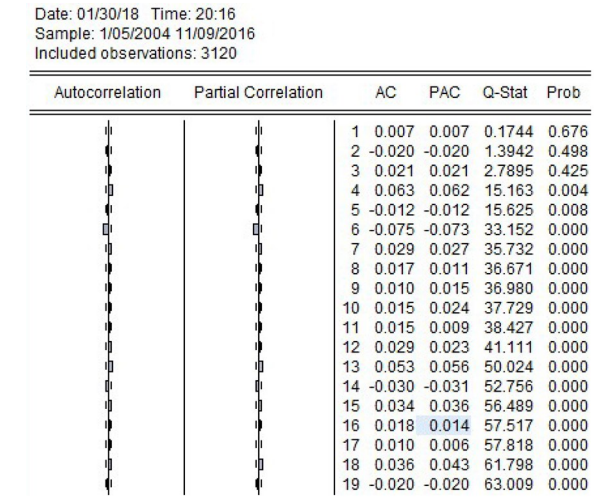 Date: 01/30/18 Time: 20:16
Sample: 1/05/2004 11/09/2016
Included observations: 3120
Autocorrelation Partial Correlation AC PAC Q-Stat Prob
1 0.007 0.007 0.1744 0.676
2 -0.020 -0.020 1.3942 0.498
3 0.021 0.021 2.7895 0.425
4 0.063 0.062 15.163 0.004
5 -0.012 -0.012 15.625 0.008
6 -0.075 -0.073 33.152 0.000
7 0.029 0.027 35.732 0.000
8 0.017 0.011 36.671 0.000
9 0.010 0.015 36.980 0.000
10 0.015 0.024 37.729 0.000
11 0.015 0.009 38.427 0.000
12 0.029 0.023 41.111 0.000
13 0.053 0.056 50.024 0.000
14 -0.030 -0.031 52.756 0.000
15 0.034 0.036 56.489 0.000
16 0.018 0.014 57.517 0.000
17 0.010 0.006 57.818 0.000
18 0.036 0.043 61.798 0.000
19 -0.020 -0.020 63.009 0.000